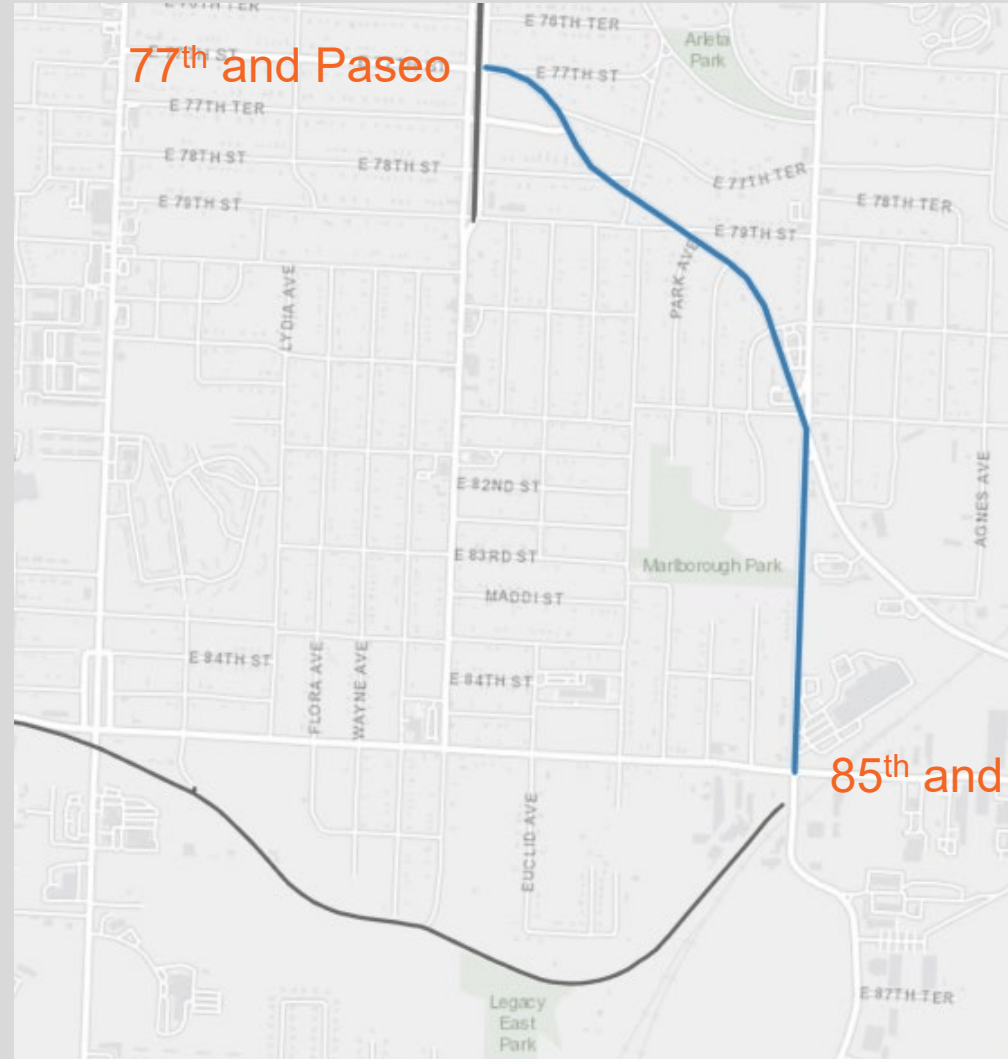 E 76TH TER
Arleta
Park
77th and Paseo
E 77TH ST
E 77TH TER
E 78TH ST
E 78TH ST
E 77TH TER
E 79TH ST
E 78TH TER
E 79TH ST
PARK AVE
LYDIA AVE
E 82ND ST
AGNES AVE
E 83RD ST
Marlborough Park
MADDI ST
E 84TH ST
FLORA AVE
WAYNE AVE
E 84TH ST
85th and
EUCLID AVE
E 87TH TER
Legacy
East
Park